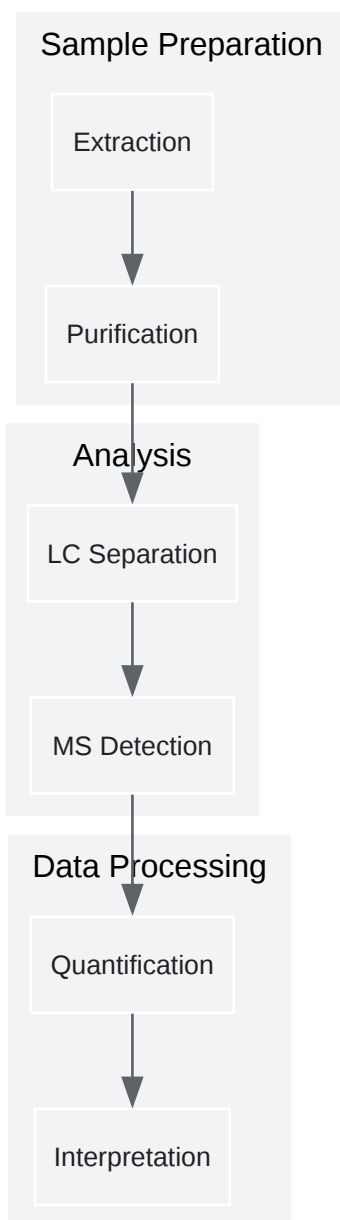 Sample Preparation
Extraction
Purification
Analysis
LC Separation
MS Detection
Data Processing
Quantification
Interpretation